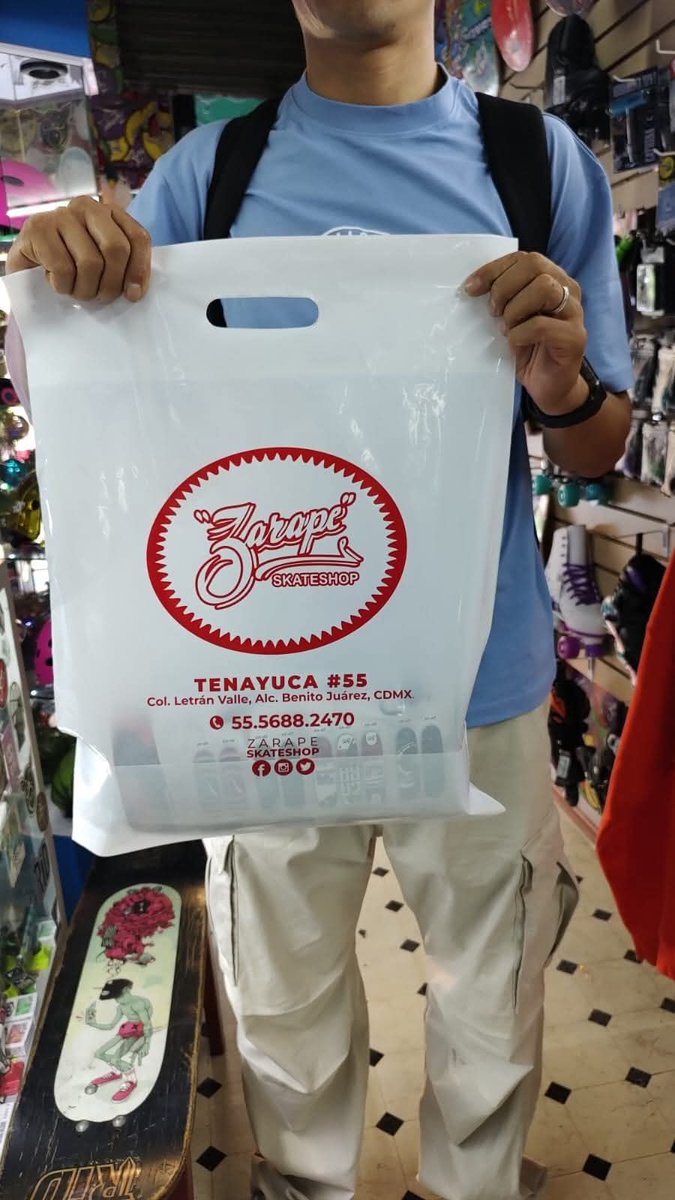 "Zarape"
SKATESHOP
TENAYUCA #55
Col. Letrán Valle, Alc. Benito Juárez, CDMX.
55.5688.2470
ZARAPE
SKATESHOP